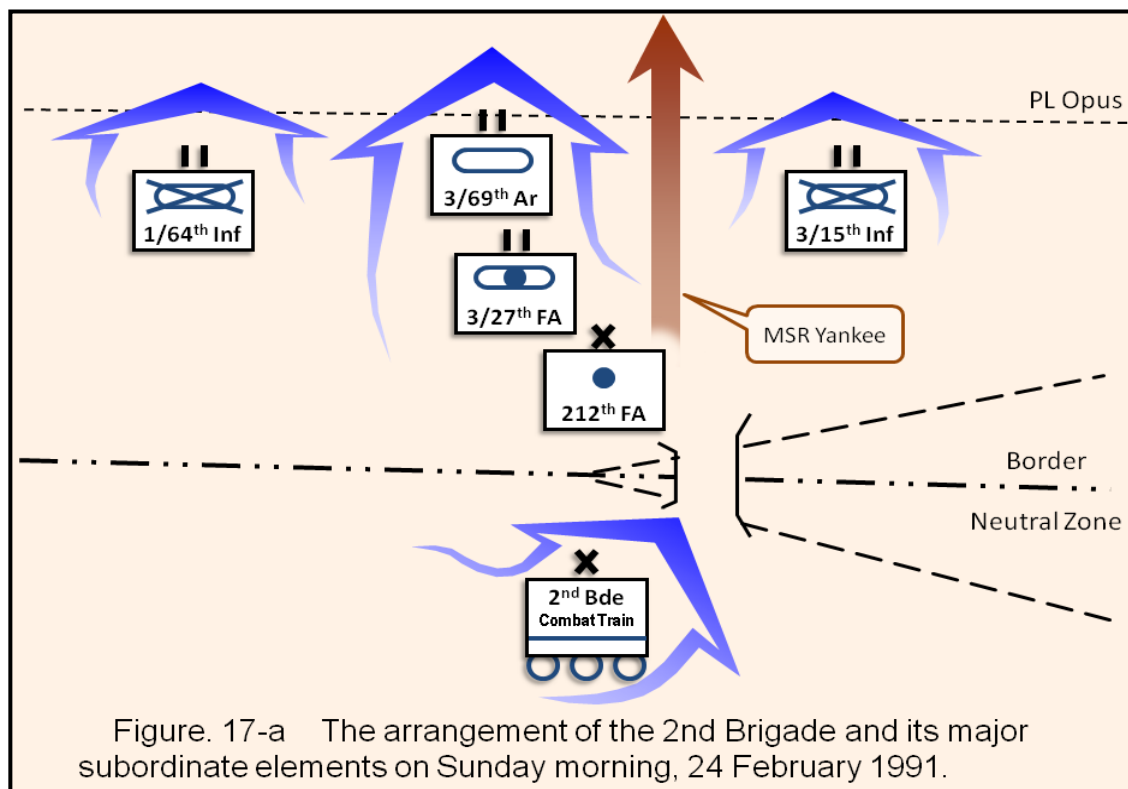 PL Opus
1/64th Inf
3/69th Ar
3/15th Inf
3/27th FA
MSR Yankee
212th FA
Border
Neutral Zone
2nd Bde
Combat Train
Figure. 17-a The arrangement of the 2nd Brigade and its major
subordinate elements on Sunday morning, 24 February 1991.